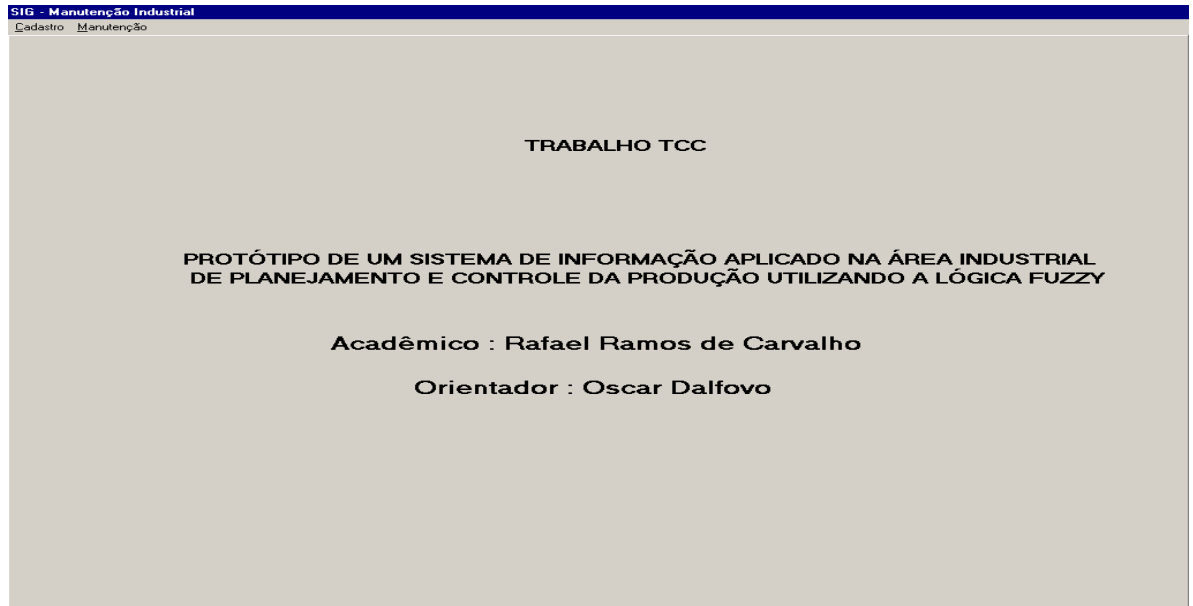 SIG - Manutenção Industrial
Cadastro Manutenção
TRABALHO TCC
PROTÓTIPO DE UM SISTEMA DE INFORMAÇÃO APLICADO NA ÁREA INDUSTRIAL
DE PLANEJAMENTO E CONTROLE DA PRODUÇÃO UTILIZANDO A LÓGICA FUZZY
Acadêmico : Rafael Ramos de Carvalho
Orientador : Oscar Dalfovo